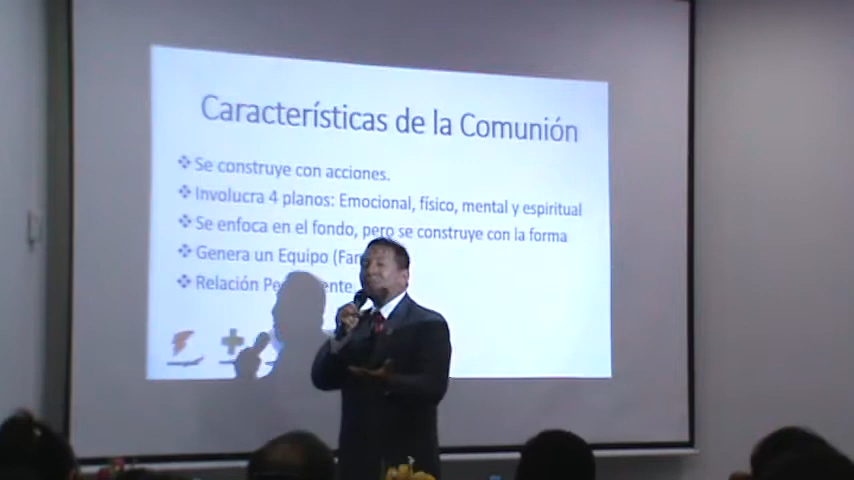 Características de la Comunión
Se construye con acciones.
Involucra 4 planos: Emocional, físico, mental y espiritual
Se enfoca en el fondo, pero se construye con la forma
Genera un Equipo
Relación